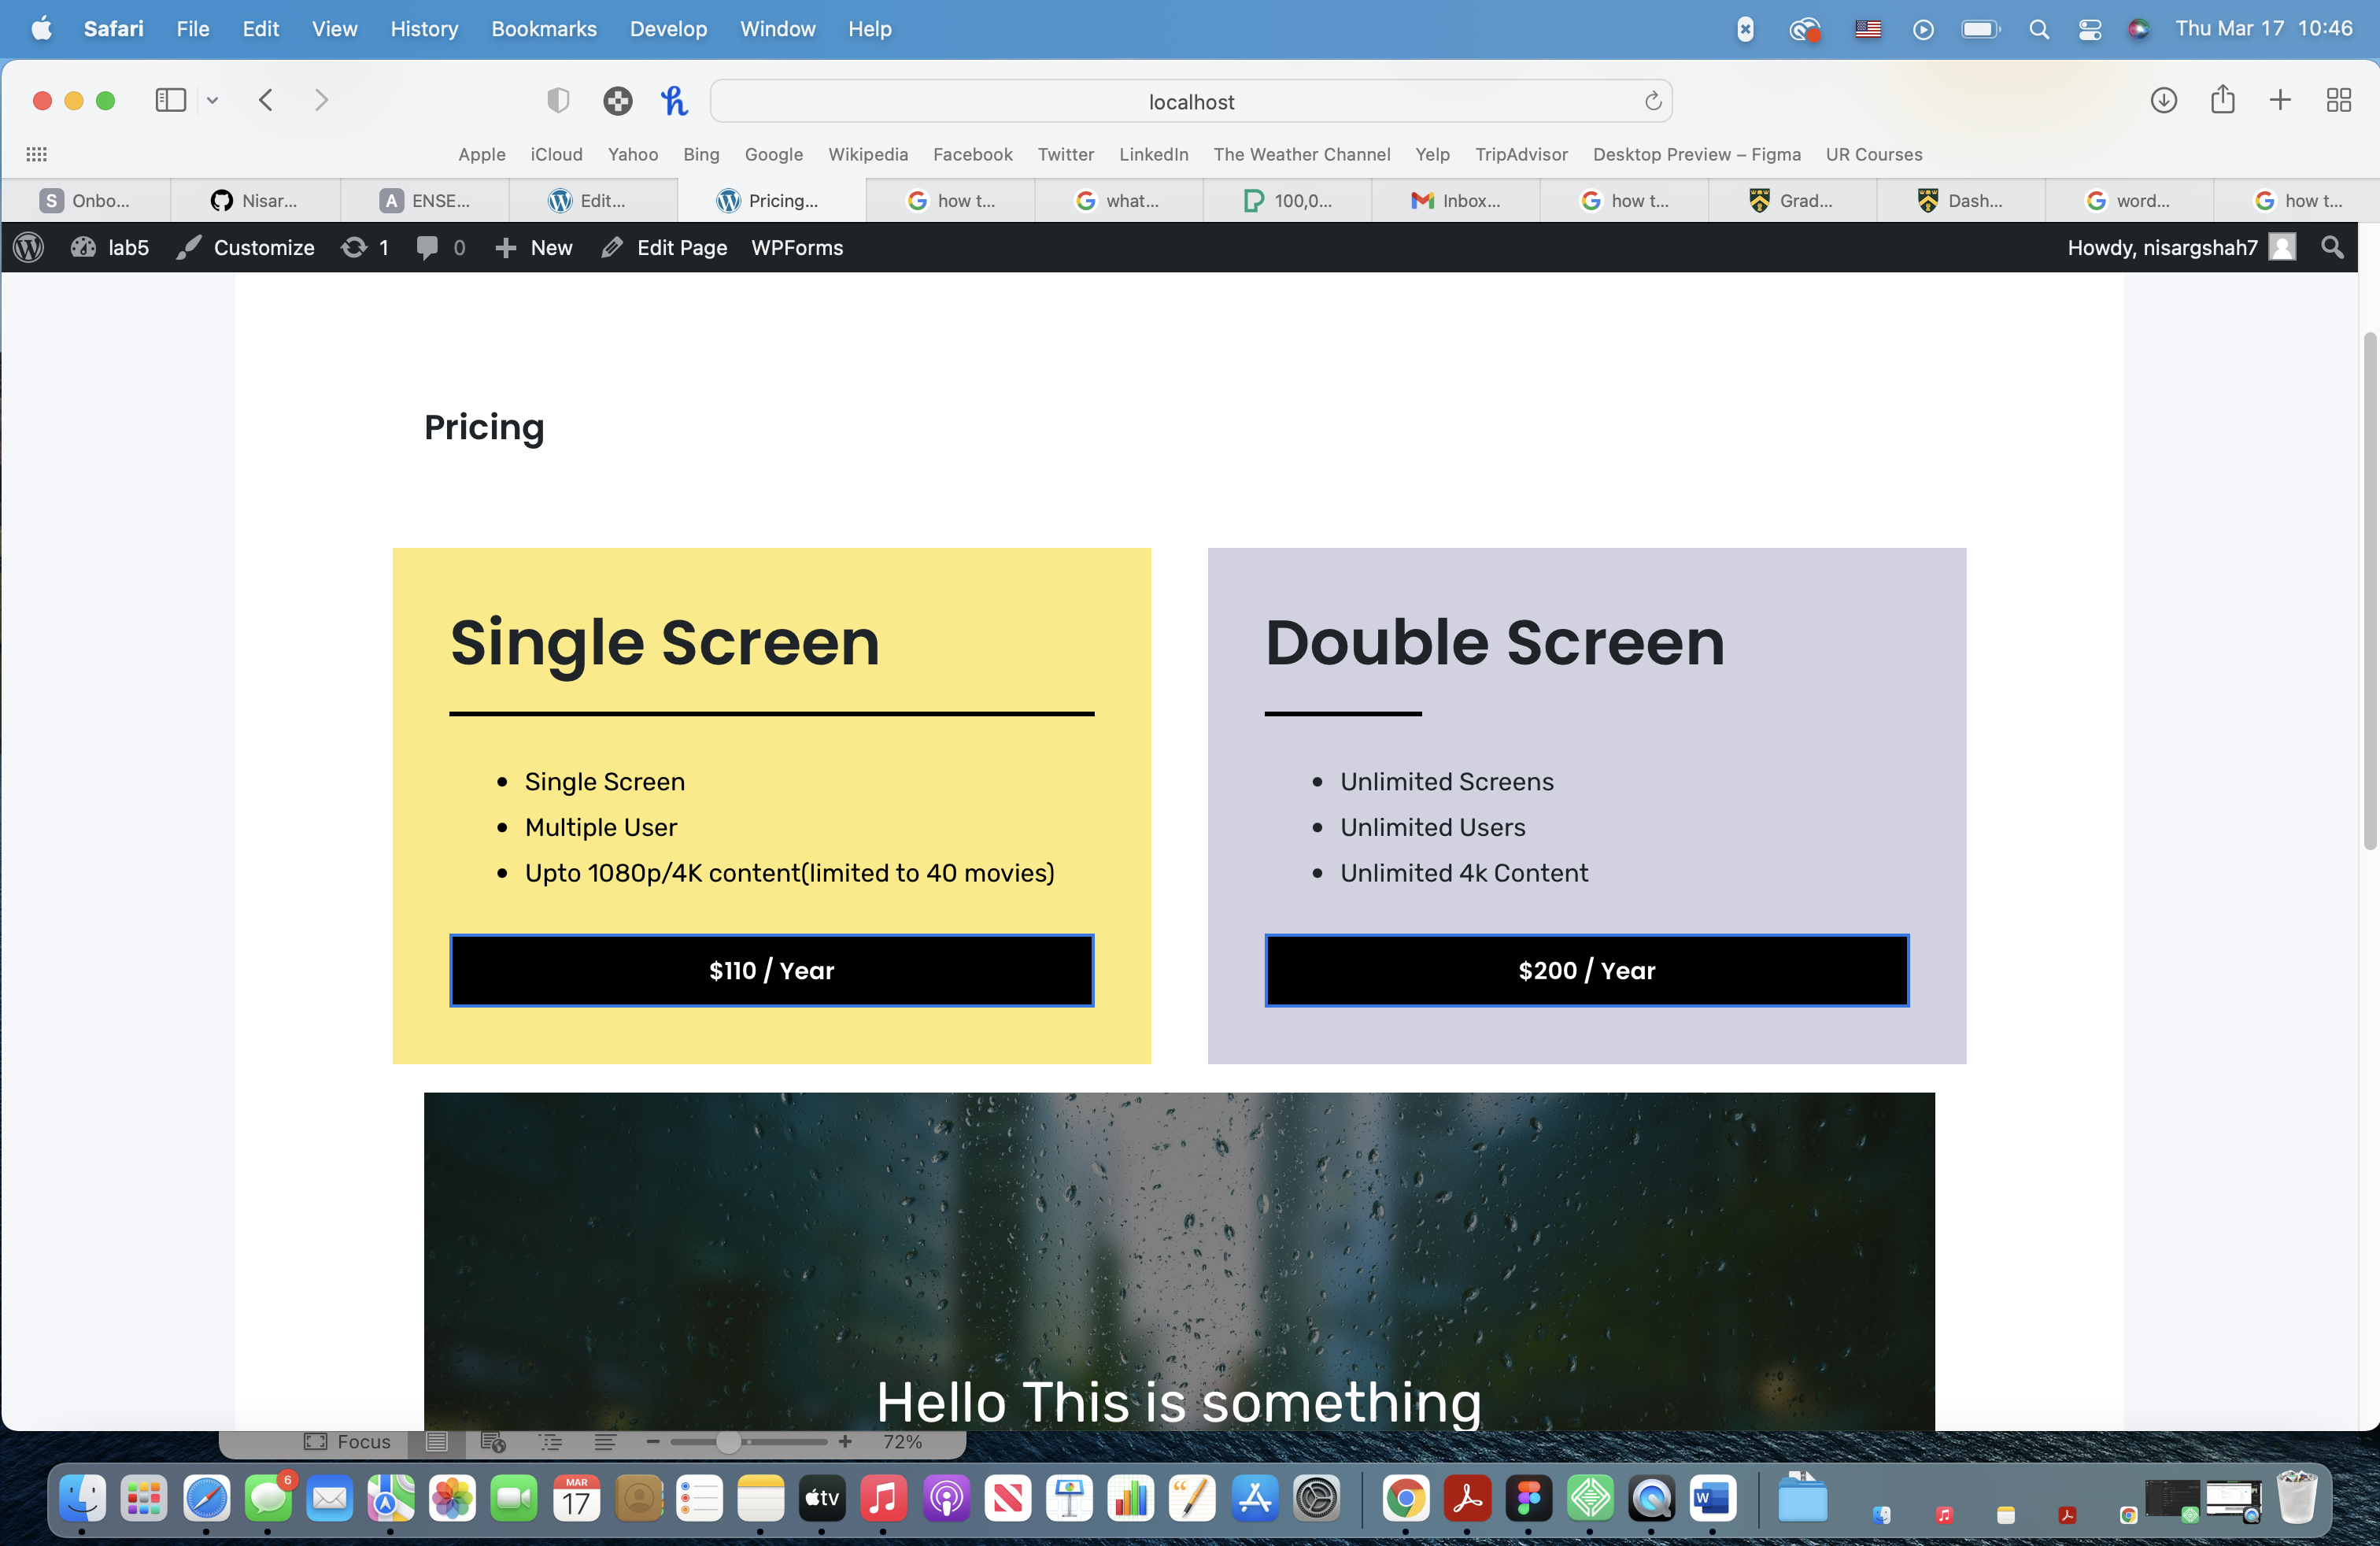 Safari File Edit View History Bookmarks Develop Window Help Thu Mar 17 10:46
localhost
Apple iCloud Yahoo Bing Google Wikipedia Facebook Twitter LinkedIn The Weather Channel Yelp TripAdvisor Desktop Preview – Figma UR Courses
S Onbo... Nisar... A ENSE... Edit... Pricing... how t... what... 100,0... Inbox... how t... Grad... Dash... word... how t...
lab5 Customize 1 0 New Edit Page WPForms Howdy, nisargshah7
Pricing
Single Screen
Single Screen
Multiple User
Upto 1080p/4K content(limited to 40 movies)
$110 / Year
Double Screen
Unlimited Screens
Unlimited Users
Unlimited 4k Content
$200 / Year
Hello This is something
Focus 72%
6
MAR
17
tv
W